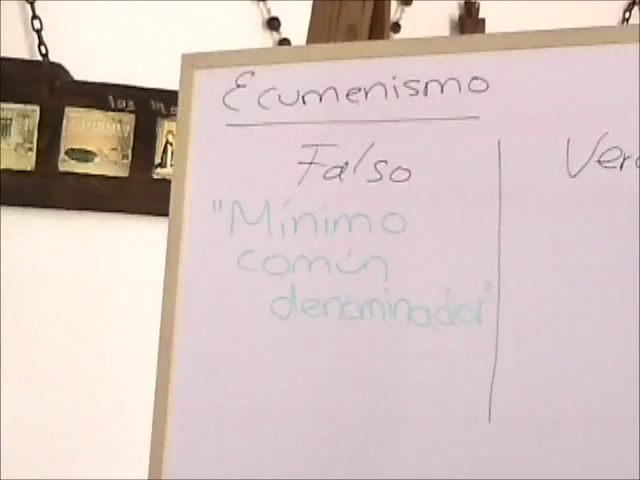 Ecumenismo
Falso
"Mínimo
común
denominador"